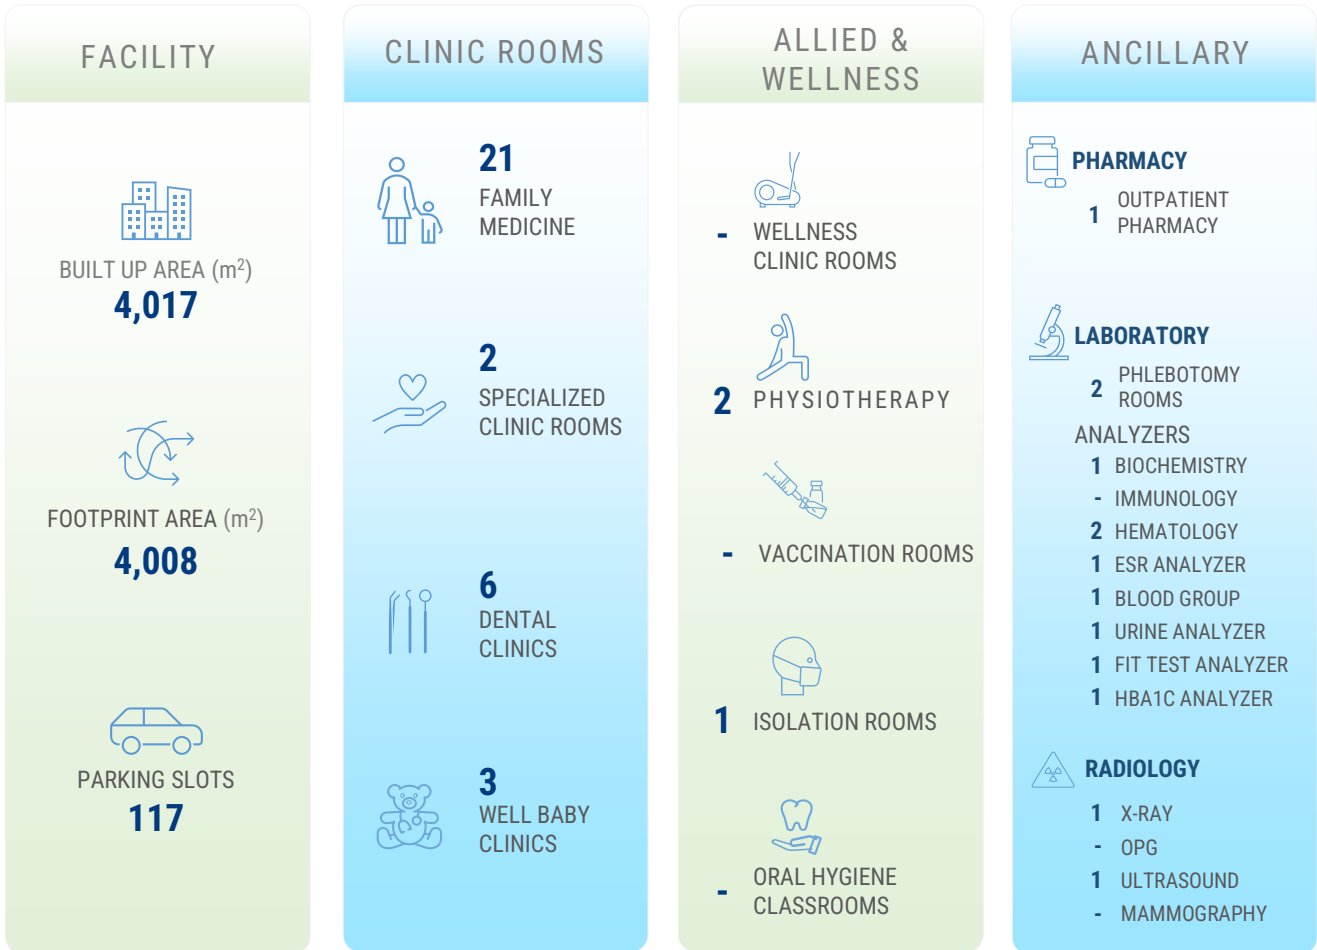 FACILITY
BUILT UP AREA (m²)
4,017
FOOTPRINT AREA (m²)
4,008
PARKING SLOTS
117
CLINIC ROOMS
21
FAMILY
MEDICINE
2
SPECIALIZED
CLINIC ROOMS
6
DENTAL
CLINICS
3
WELL BABY
CLINICS
ALLIED &
WELLNESS
- WELLNESS
CLINIC ROOMS
2 PHYSIOTHERAPY
- VACCINATION ROOMS
1 ISOLATION ROOMS
- ORAL HYGIENE
CLASSROOMS
ANCILLARY
PHARMACY
1 OUTPATIENT
PHARMACY
LABORATORY
2 PHLEBOTOMY
ROOMS
ANALYZERS
1 BIOCHEMISTRY
- IMMUNOLOGY
2 HEMATOLOGY
1 ESR ANALYZER
1 BLOOD GROUP
1 URINE ANALYZER
1 FIT TEST ANALYZER
1 HBA1C ANALYZER
RADIOLOGY
1 X-RAY
- OPG
1 ULTRASOUND
- MAMMOGRAPHY